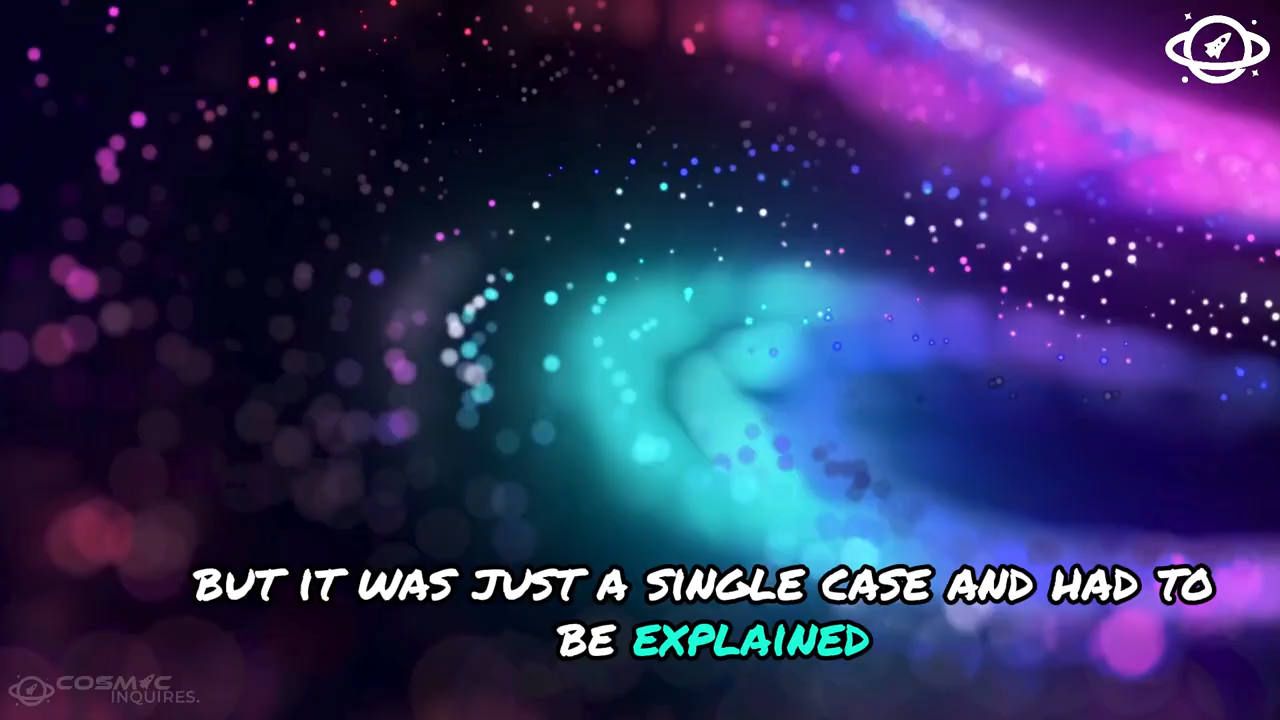 BUT IT WAS JUST A SINGLE CASE AND HAD TO
BE EXPLAINED
COSMIC
INQUIRES.